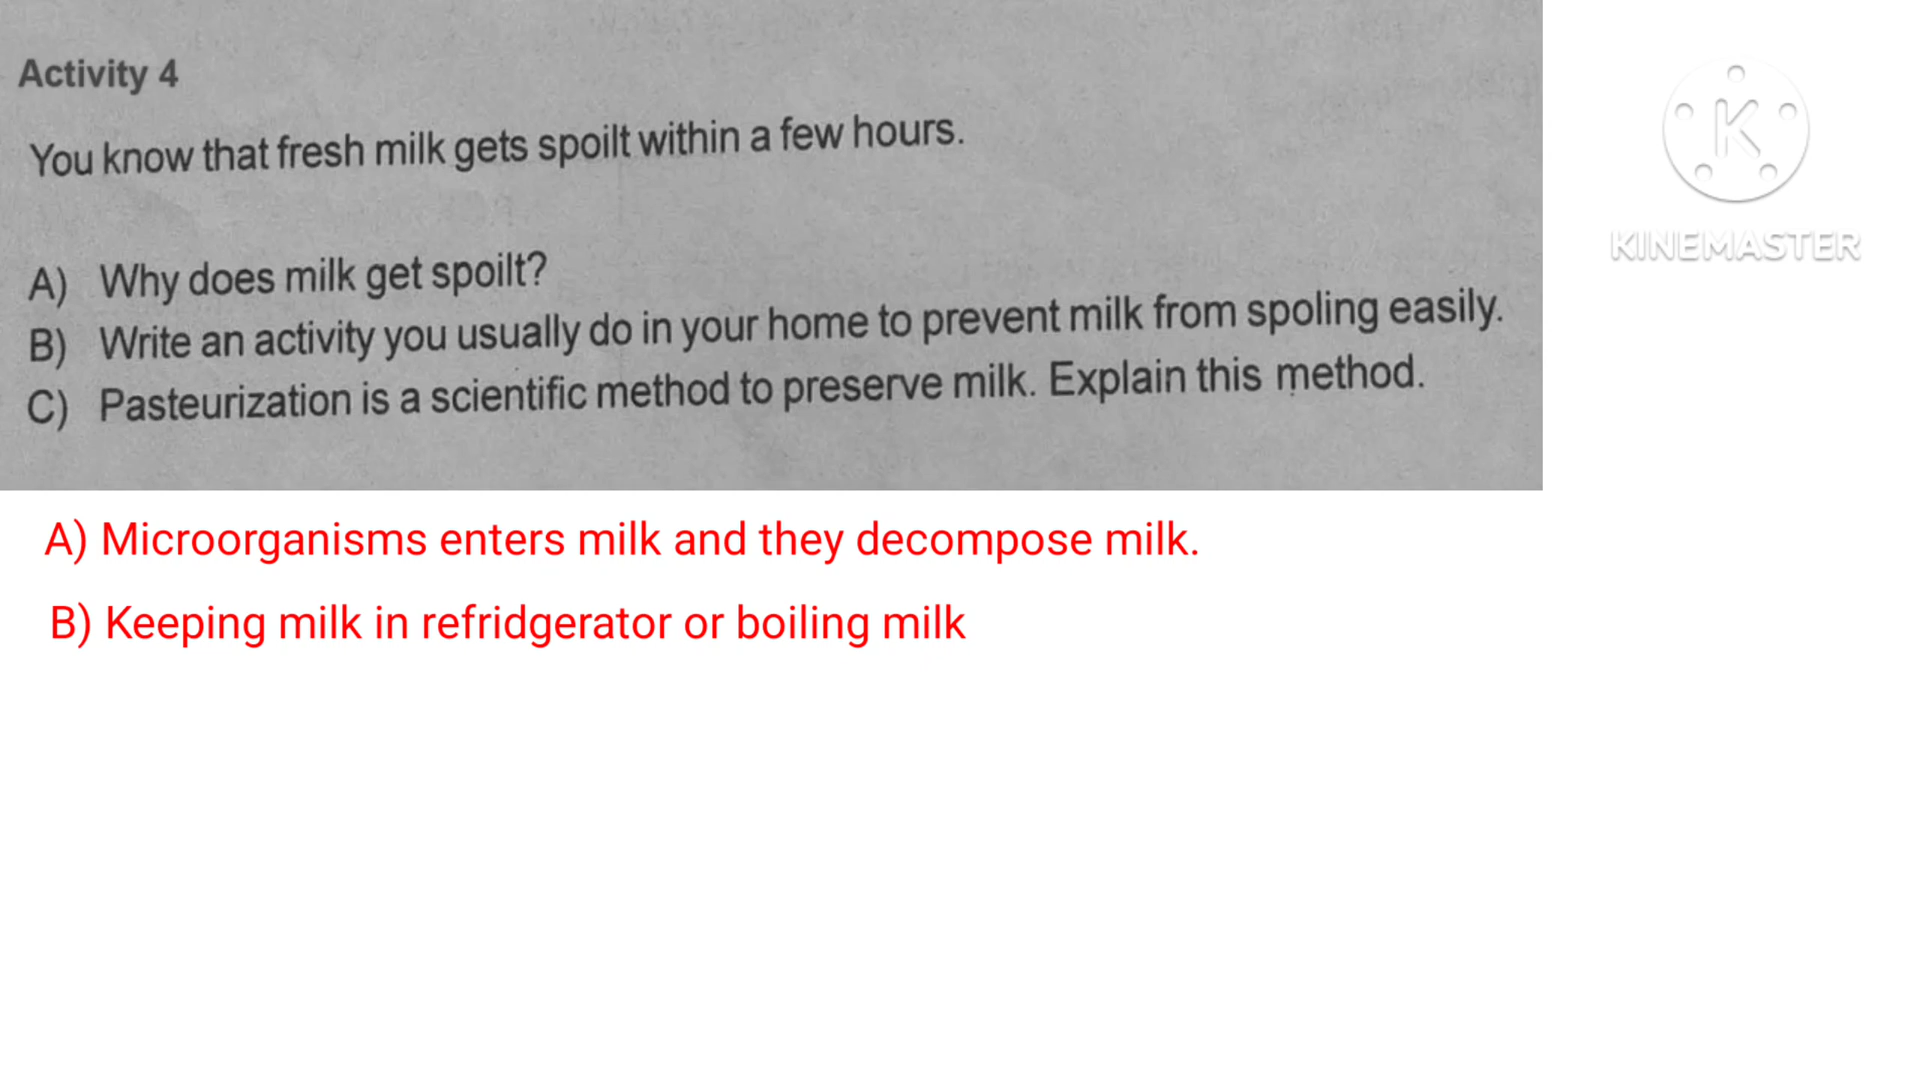 Activity 4
You know that fresh milk gets spoilt within a few hours.
A) Why does milk get spoilt?
B) Write an activity you usually do in your home to prevent milk from spoling easily.
C) Pasteurization is a scientific method to preserve milk. Explain this method.
K
KINEMASTER
A) Microorganisms enters milk and they decompose milk.
B) Keeping milk in refridgerator or boiling milk